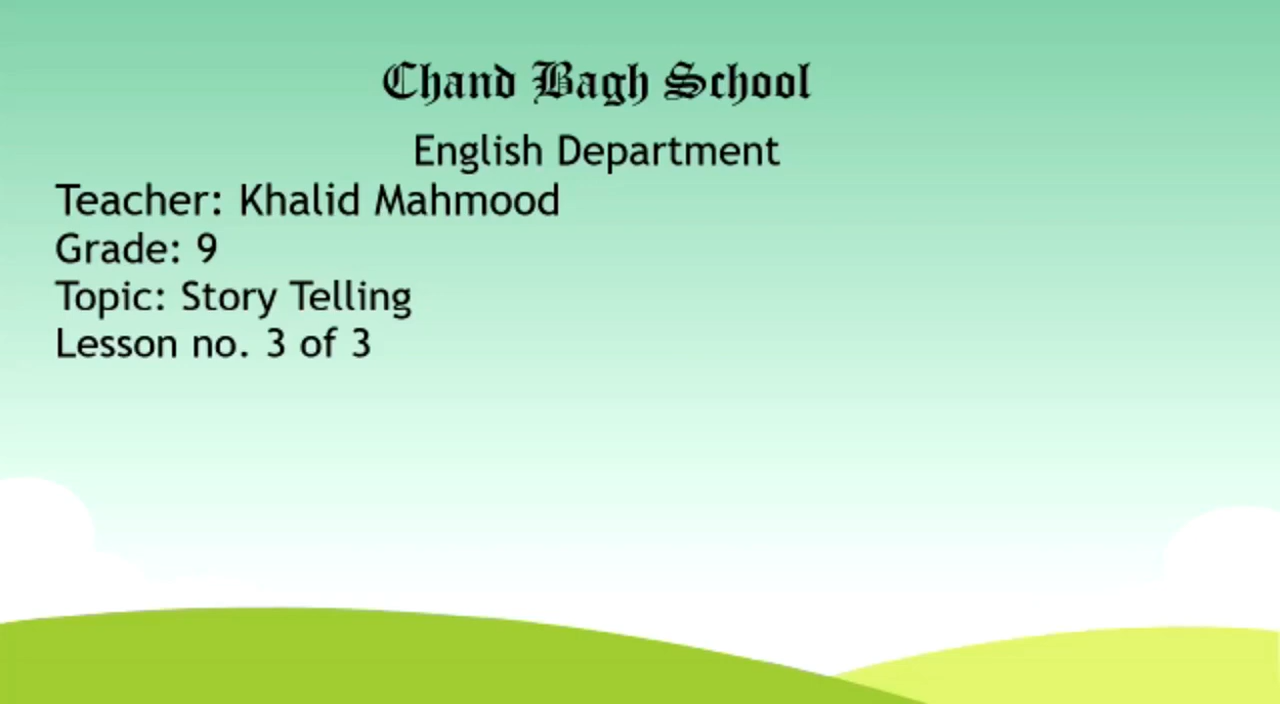 Chand Bagh School
English Department
Teacher: Khalid Mahmood
Grade: 9
Topic: Story Telling
Lesson no. 3 of 3